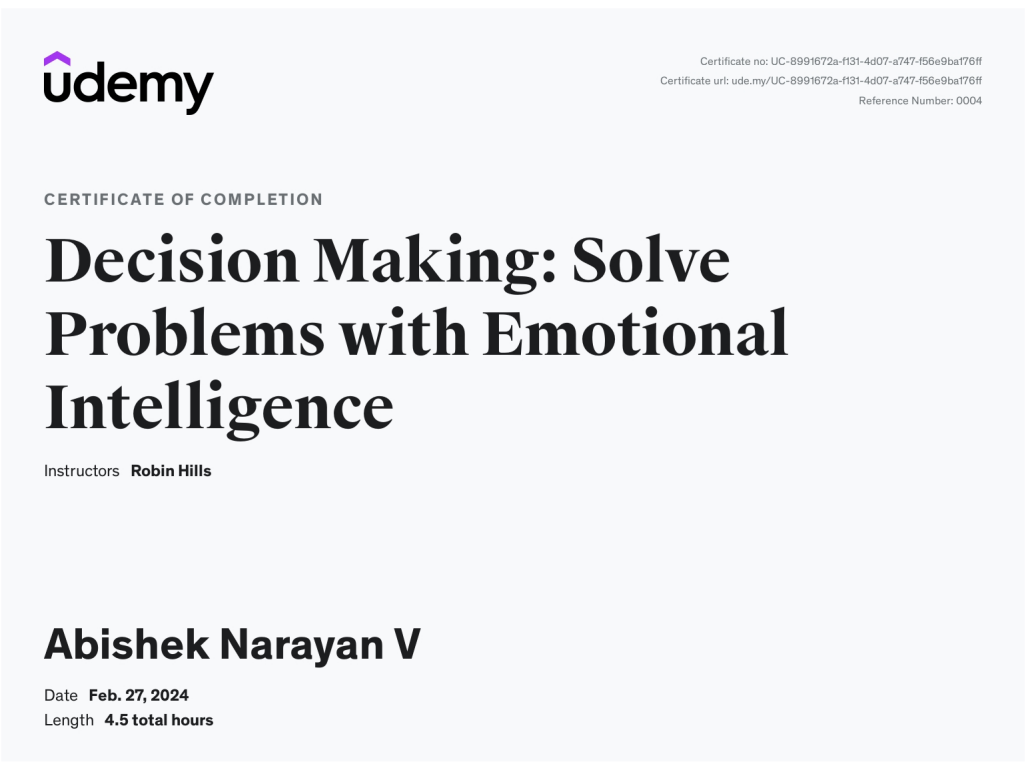 udemy
Certificate no: UC-8991672a-f131-4d07-a747-f56e9ba176ff
Certificate url: ude.my/UC-8991672a-f131-4d07-a747-f56e9ba176ff
Reference Number: 0004
CERTIFICATE OF COMPLETION
Decision Making: Solve
Problems with Emotional
Intelligence
Instructors Robin Hills
Abishek Narayan V
Date Feb. 27, 2024
Length 4.5 total hours